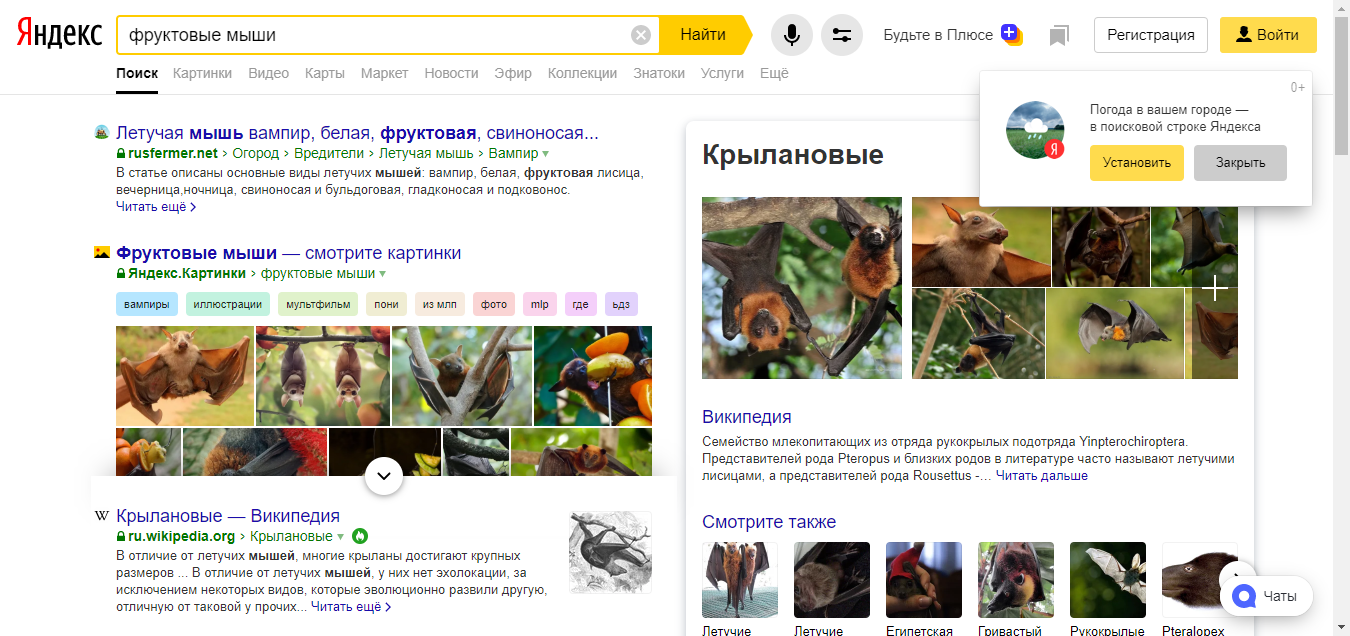 Яндекс
фруктовые мыши
Найти
Будьте в Плюсе
Регистрация
Войти
Поиск Картинки Видео Карты Маркет Новости Эфир Коллекции Знатоки Услуги Ещё
0+
Погода в вашем городе —
в поисковой строке Яндекса
Я
Установить
Закрыть
Летучая мышь вампир, белая, фруктовая, свиноносая...
rusfermer.net › Огород › Вредители › Летучая мышь › Вампир
В статье описаны основные виды летучих мышей: вампир, белая, фруктовая лисица,
вечерница,ночница, свиноносая и бульдоговая, гладконосая и подковонос.
Читать ещё
Фруктовые мыши — смотрите картинки
Яндекс.Картинки › фруктовые мыши
вампиры иллюстрации мультфильм пони из млп фото mlp где ьдз
W Крылановые — Википедия
ru.wikipedia.org › Крылановые
В отличие от летучих мышей, многие крыланы достигают крупных
размеров ... В отличие от летучих мышей, у них нет эхолокации, за
исключением некоторых видов, которые эволюционно развили другую,
отличную от таковой у прочих... Читать ещё
Крылановые
Википедия
Семейство млекопитающих из отряда рукокрылых подотряда Yinpterochiroptera.
Представителей рода Pteropus и близких родов в литературе часто называют летучими
лисицами, а представителей рода Rousettus -... Читать дальше
Смотрите также
Летучие Летучие Египетская Гривастый Рукокрылые Pteralopex
Чаты